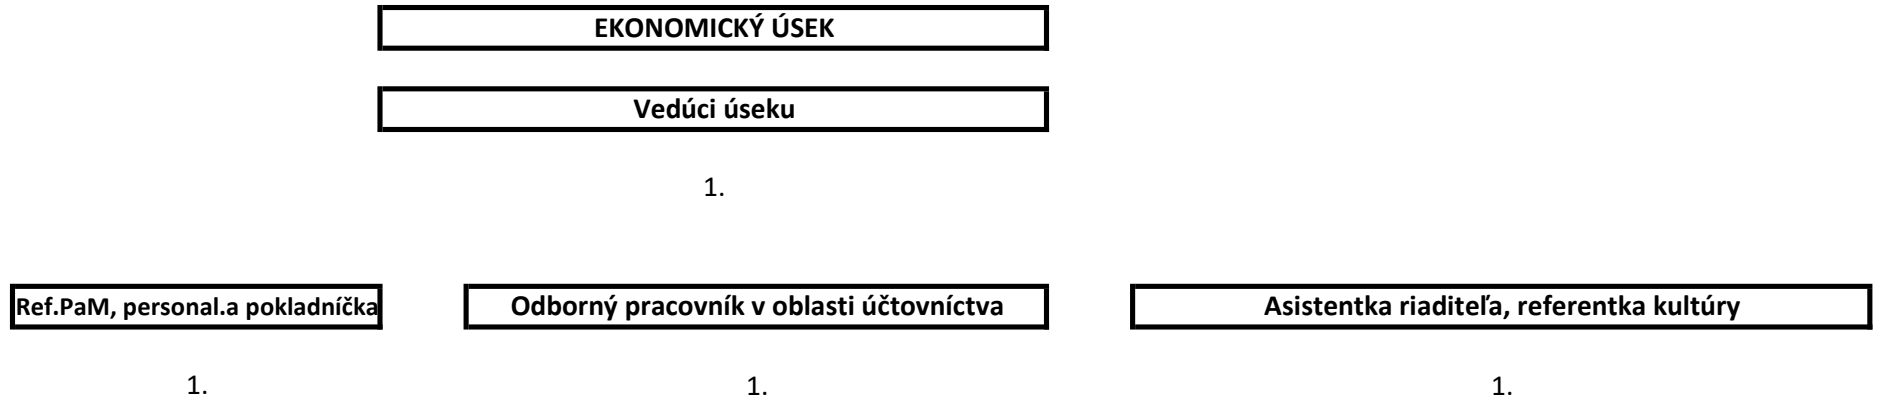 EKONOMICKÝ ÚSEK
Vedúci úseku
1.
Ref.PaM, personal.a pokladníčka
Odborný pracovník v oblasti účtovníctva
Asistentka riaditeľa, referentka kultúry
1.
1.
1.